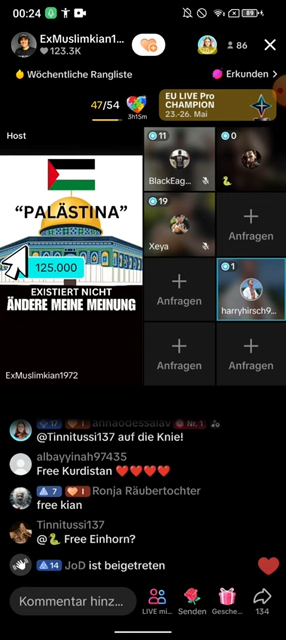 00:24
89
ExMuslimkian1...
123.3K
86
Wöchentliche Rangliste
Erkunden >
47/54
3h15m
EU LIVE Pro
CHAMPION
23.-26. Mai
Host
11
BlackEag...
0
"PALÄSTINA"
125.000
EXISTIERT NICHT
ÄNDERE MEINE MEINUNG
ExMuslimkian1972
19
Xeya
+
Anfragen
+
Anfragen
1
harryhirsch9...
+
Anfragen
+
Anfragen
17
annaodessalav
Nr. 1
@Tinnitussi137 auf die Knie!
albayyinah97435
Free Kurdistan ❤❤❤❤
7
I
Ronja Räubertochter
free kian
Tinnitussi137
@🐍 Free Einhorn?
14
JoD ist beigetreten
Kommentar hinz...
LIVE mi...
Senden
Gesche...
134